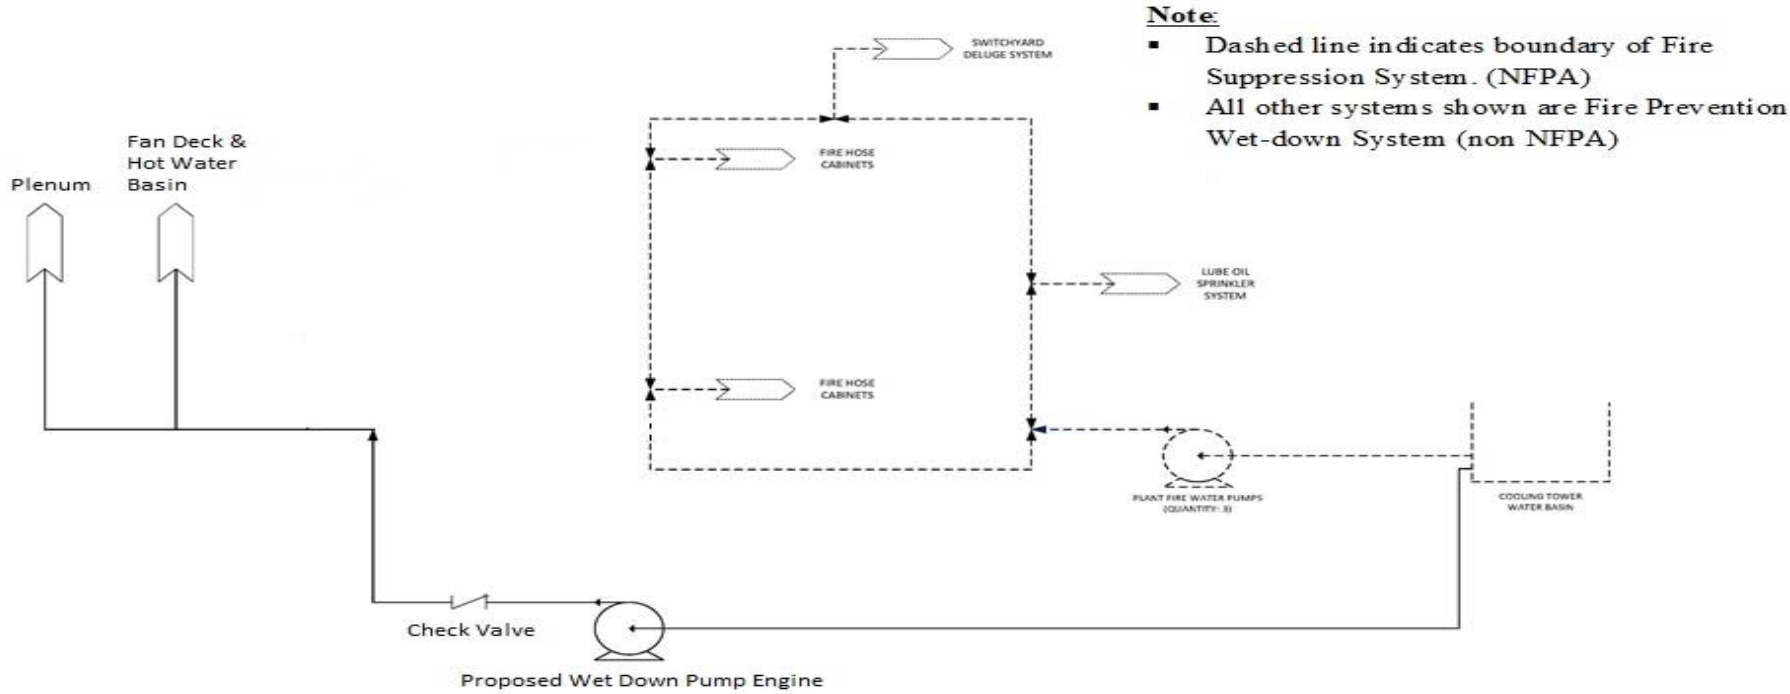 Note:
▪ Dashed line indicates boundary of Fire
Suppression System. (NFPA)
▪ All other systems shown are Fire Prevention
Wet-down System (non NFPA)
SWITCHYARD
DELUGE SYSTEM
Fan Deck &
Hot Water
Basin
Plenum
FIRE HOSE
CABINETS
LUBE OIL
SPRINKLER
SYSTEM
FIRE HOSE
CABINETS
PLANT FIRE WATER PUMPS
(QUANTITY: 3)
COOLING TOWER
WATER BASIN
Check Valve
Proposed Wet Down Pump Engine